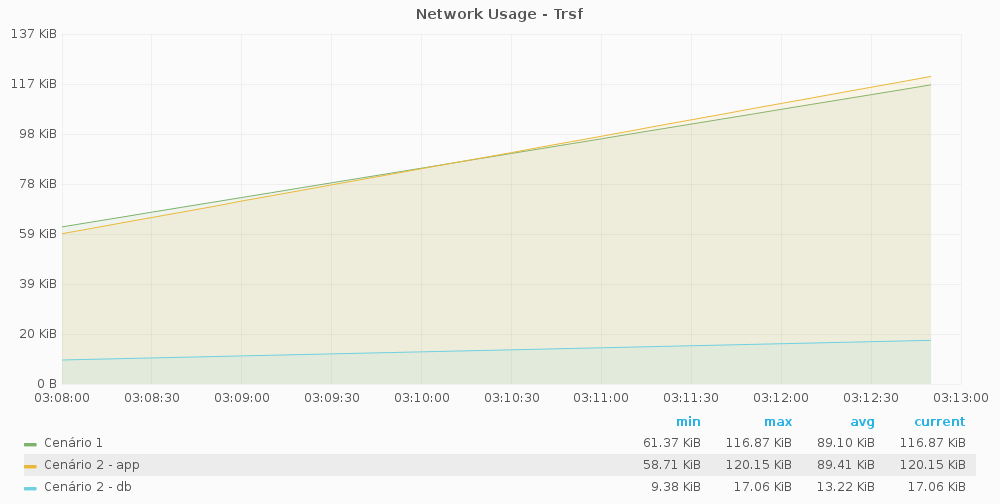 Network Usage - Trsf
137 KiB
117 KiB
98 KiB
78 KiB
59 KiB
39 KiB
20 KiB
0 B
03:08:00 03:08:30 03:09:00 03:09:30 03:10:00 03:10:30 03:11:00 03:11:30 03:12:00 03:12:30 03:13:00
min max avg current
Cenário 1 61.37 KiB 116.87 KiB 89.10 KiB 116.87 KiB
Cenário 2 - app 58.71 KiB 120.15 KiB 89.41 KiB 120.15 KiB
Cenário 2 - db 9.38 KiB 17.06 KiB 13.22 KiB 17.06 KiB